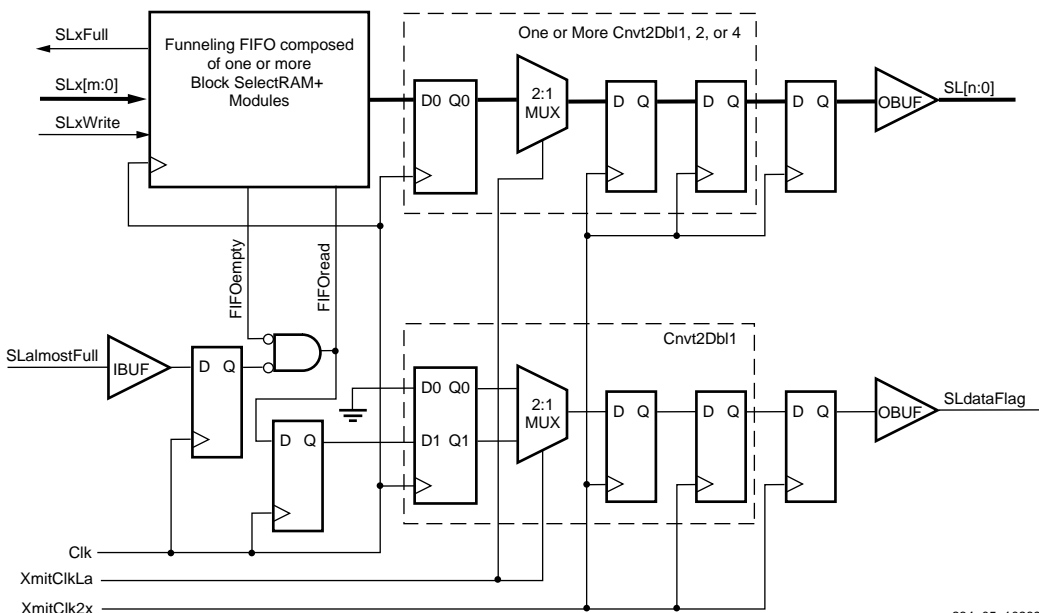 SLxFull
SLx[m:0]
SLxWrite
Funneling FIFO composed
of one or more
Block SelectRAM+
Modules
One or More Cnvt2Dbl1, 2, or 4
D0 Q0
2:1
MUX
D Q
D Q
D Q
OBUF
SL[n:0]
FIFOempty
FIFOread
SLalmostFull
IBUF
D Q
D Q
Cnvt2Dbl1
D0 Q0
D1 Q1
2:1
MUX
D Q
D Q
D Q
OBUF
SLdataFlag
Clk
XmitClkLa
XmitClk2x